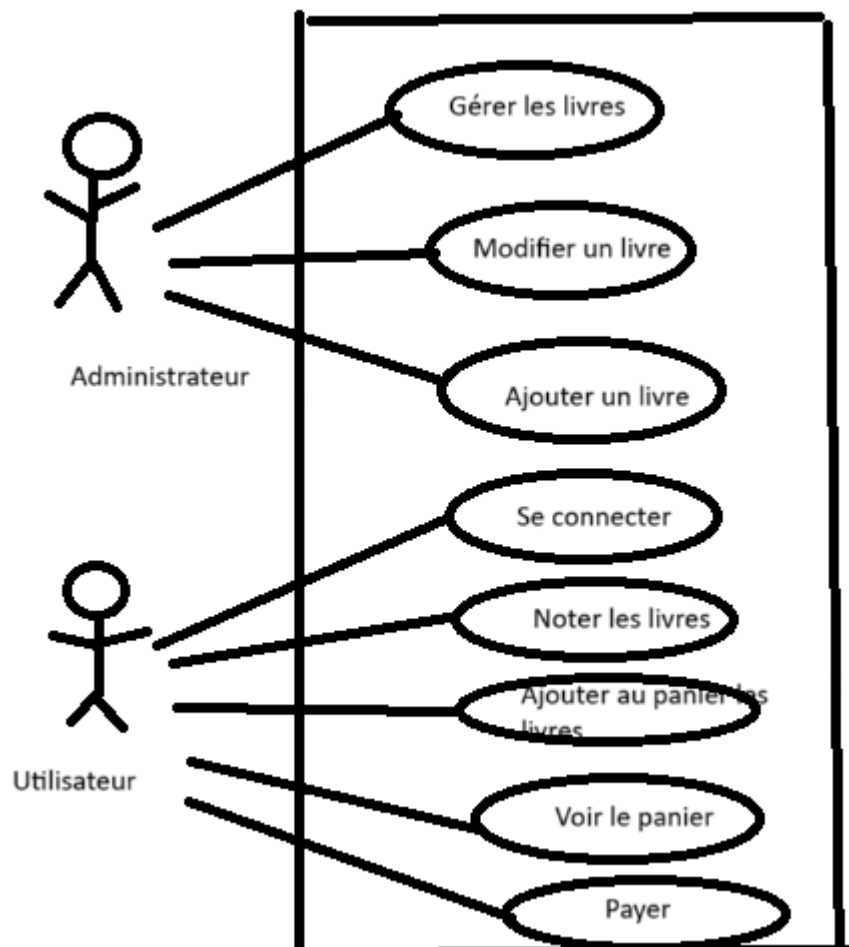 Gérer les livres
Modifier un livre
Administrateur
Ajouter un livre
Se connecter
Noter les livres
Ajouter au panier les
livres
Utilisateur
Voir le panier
Payer